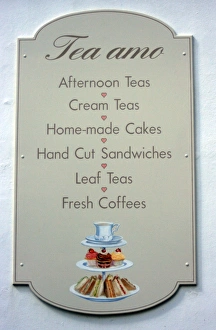 Tea amo
Afternoon Teas
Cream Teas
Home-made Cakes
Hand Cut Sandwiches
Leaf Teas
Fresh Coffees